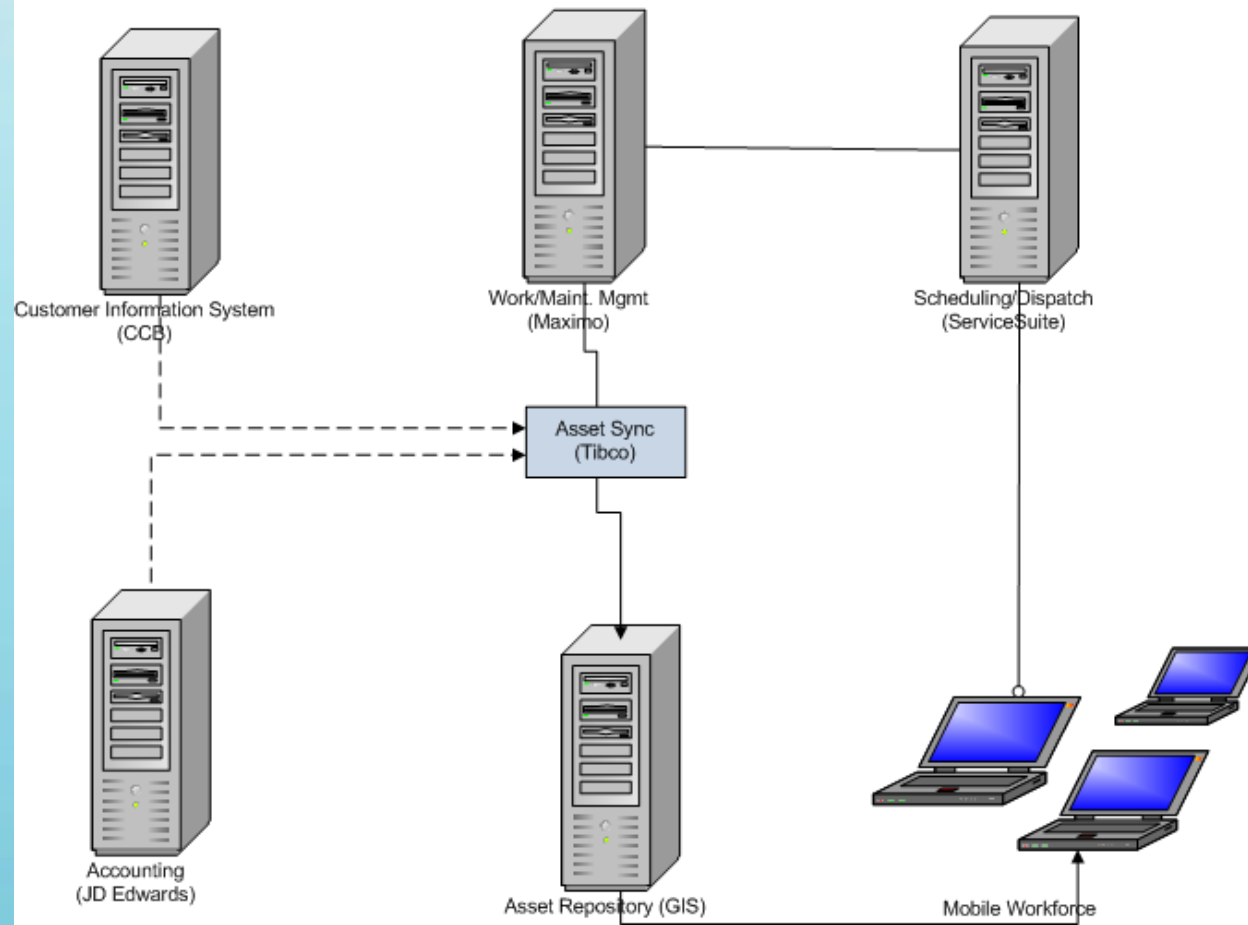 Customer Information System
(CCB)
Work/Maint. Mgmt
(Maximo)
Scheduling/Dispatch
(ServiceSuite)
Asset Sync
(Tibco)
Accounting
(JD Edwards)
Asset Repository (GIS)
Mobile Workforce